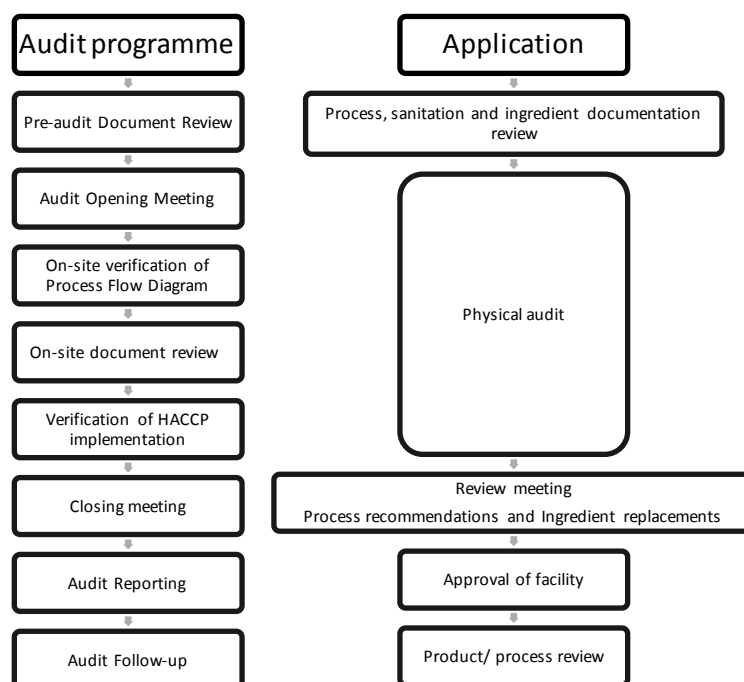 Audit programme
Pre-audit Document Review
Audit Opening Meeting
On-site verification of
Process Flow Diagram
On-site document review
Verification of HACCP
implementation
Closing meeting
Audit Reporting
Audit Follow-up
Application
Process, sanitation and ingredient documentation
review
Physical audit
Review meeting
Process recommendations and Ingredient replacements
Approval of facility
Product/ process review